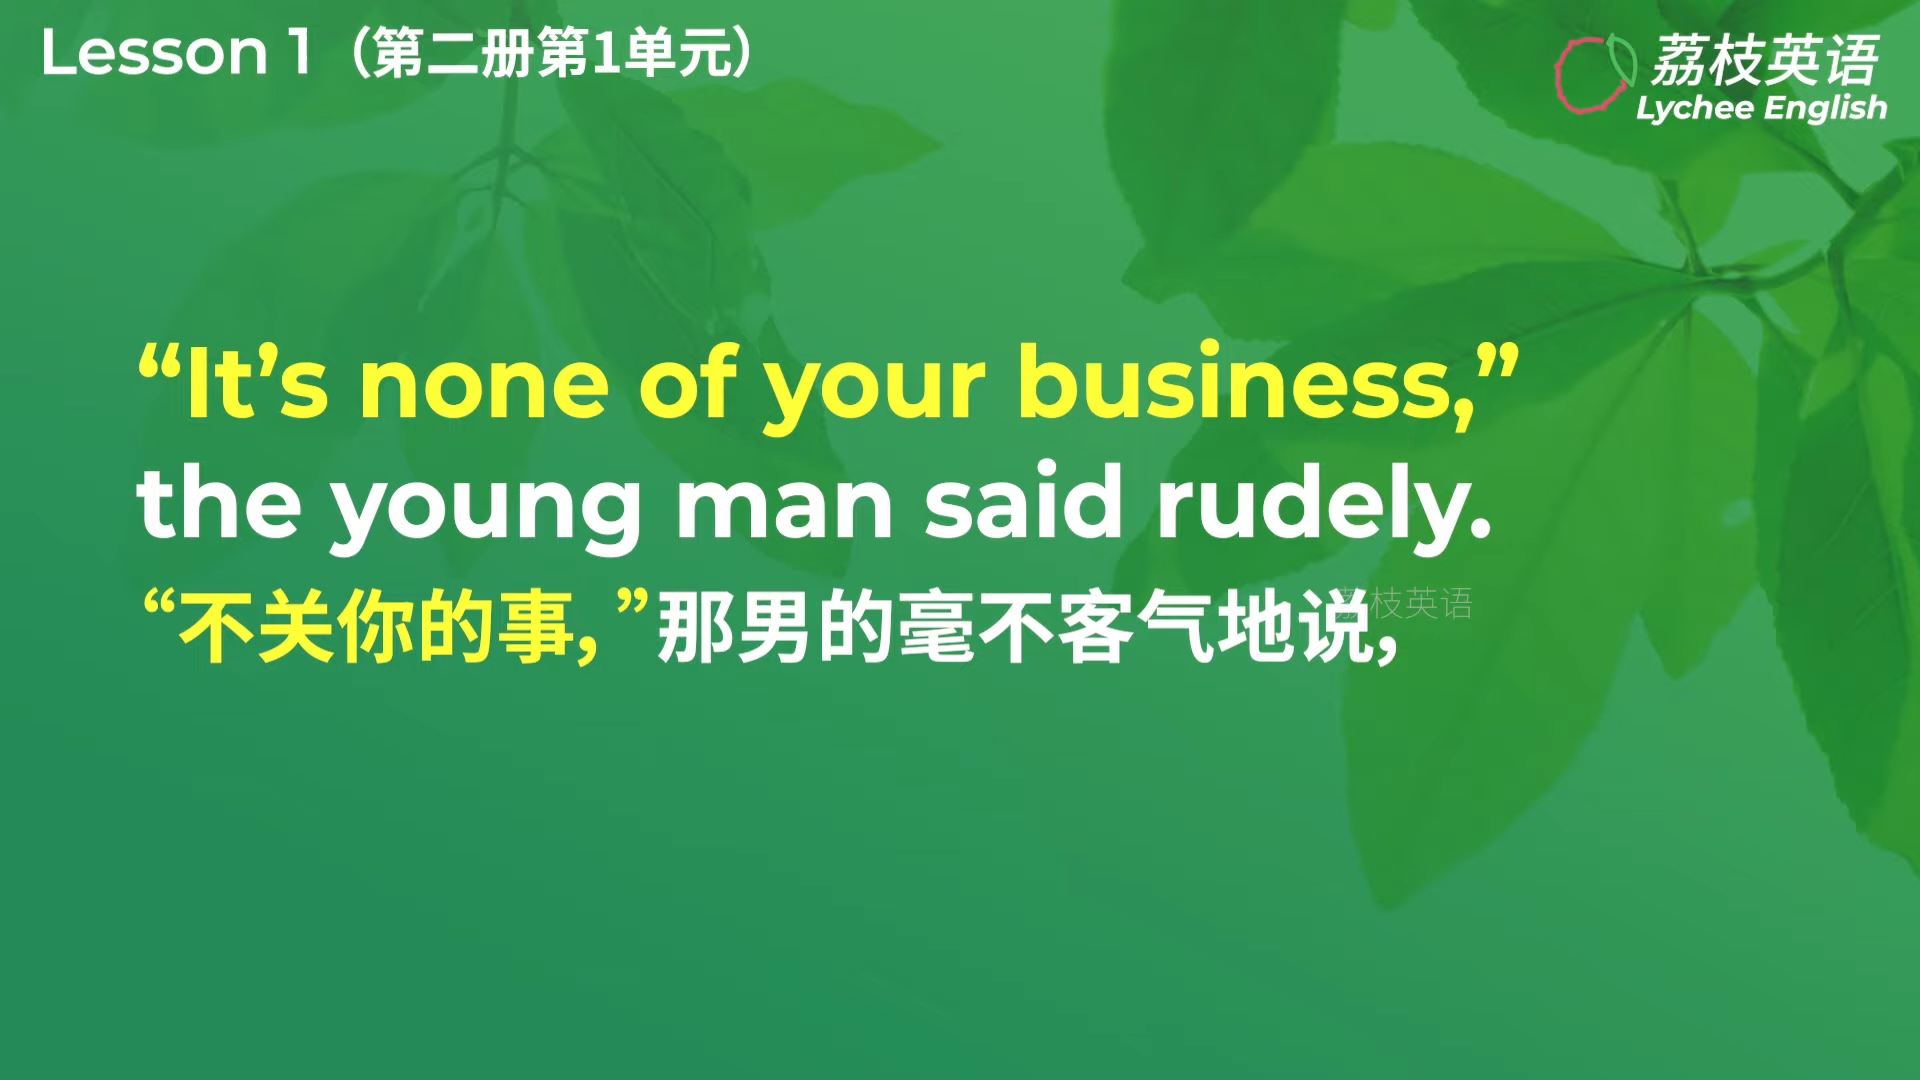 Lesson 1（第二册第1单元）
荔枝英语
Lychee English
“It’s none of your business,”
the young man said rudely.
“不关你的事，”那男的毫不客气地说，
荔枝英语